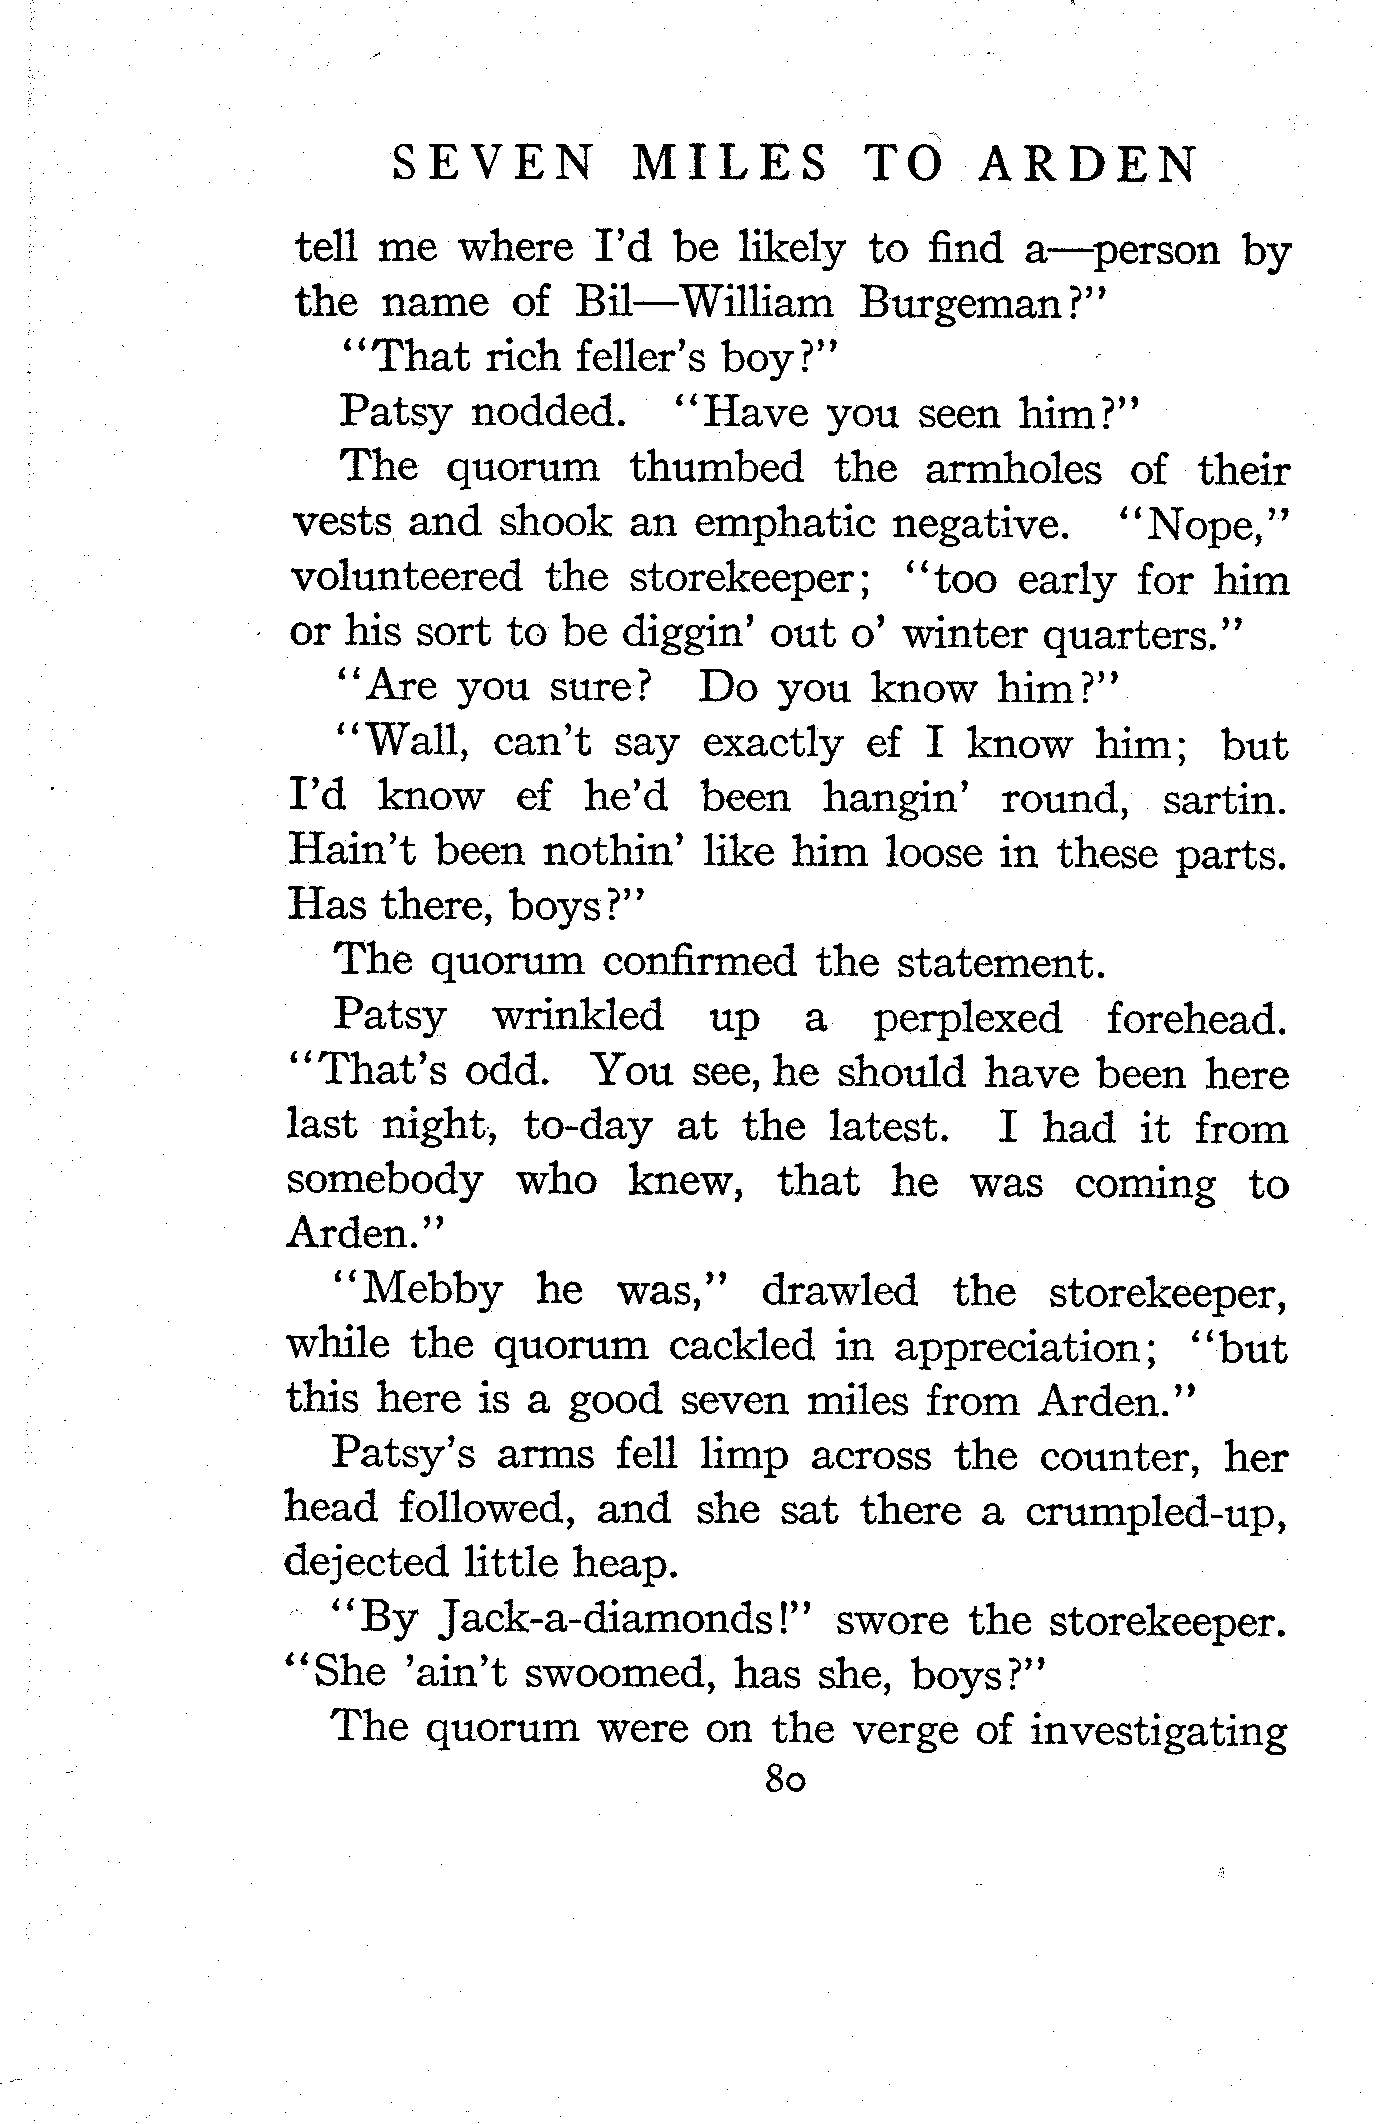 SEVEN MILES TO ARDEN
tell me where I'd be likely to find a—person by
the name of Bil—William Burgeman?"
"That rich feller's boy?"
Patsy nodded. "Have you seen him?"
The quorum thumbed the armholes of their
vests and shook an emphatic negative. "Nope,"
volunteered the storekeeper; "too early for him
or his sort to be diggin' out o' winter quarters."
"Are you sure? Do you know him?"
"Wall, can't say exactly ef I know him; but
I'd know ef he'd been hangin' round, sartin.
Hain't been nothin' like him loose in these parts.
Has there, boys?"
The quorum confirmed the statement.
Patsy wrinkled up a perplexed forehead.
"That's odd. You see, he should have been here
last night, to-day at the latest. I had it from
somebody who knew, that he was coming to
Arden."
"Mebby he was," drawled the storekeeper,
while the quorum cackled in appreciation; "but
this here is a good seven miles from Arden."
Patsy's arms fell limp across the counter, her
head followed, and she sat there a crumpled-up,
dejected little heap.
"By Jack-a-diamonds!" swore the storekeeper.
"She 'ain't swoomed, has she, boys?"
The quorum were on the verge of investigating
80